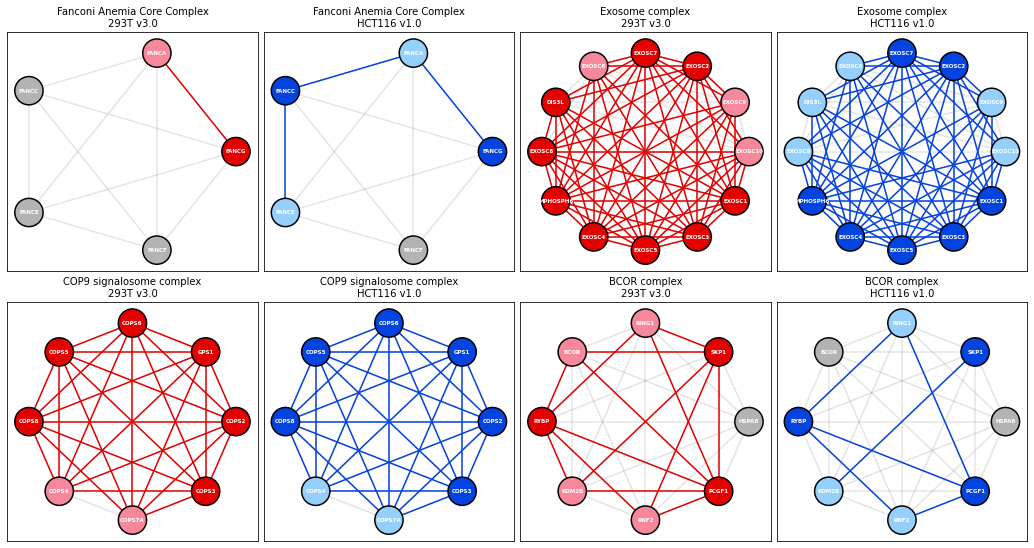 Fanconi Anemia Core Complex
293T v3.0
FANCA
FANCC
FANCG
FANCE
FANCF
Fanconi Anemia Core Complex
HCT116 v1.0
FANCA
FANCC
FANCG
FANCE
FANCF
Exosome complex
293T v3.0
EXOSC7
EXOSC2
DIS3L
EXOSC9
EXOSC8
EXOSC10
EXOSC1
EXOSC4
EXOSC3
EXOSC5
Exosome complex
HCT116 v1.0
EXOSC7
EXOSC2
DIS3L
EXOSC9
EXOSC8
EXOSC10
EXOSC1
EXOSC4
EXOSC3
EXOSC5
COP9 signalosome complex
293T v3.0
COPS6
COPS5
GPS1
COPS8
COPS2
COPS4
COPS3
COPS7A
COP9 signalosome complex
HCT116 v1.0
COPS6
COPS5
GPS1
COPS8
COPS2
COPS4
COPS3
COPS7A
BCOR complex
293T v3.0
RING1
BCOR
SKP1
RYBP
HSPA8
KDM2B
PCGF1
RNF2
BCOR complex
HCT116 v1.0
RING1
BCOR
SKP1
RYBP
HSPA8
KDM2B
PCGF1
RNF2